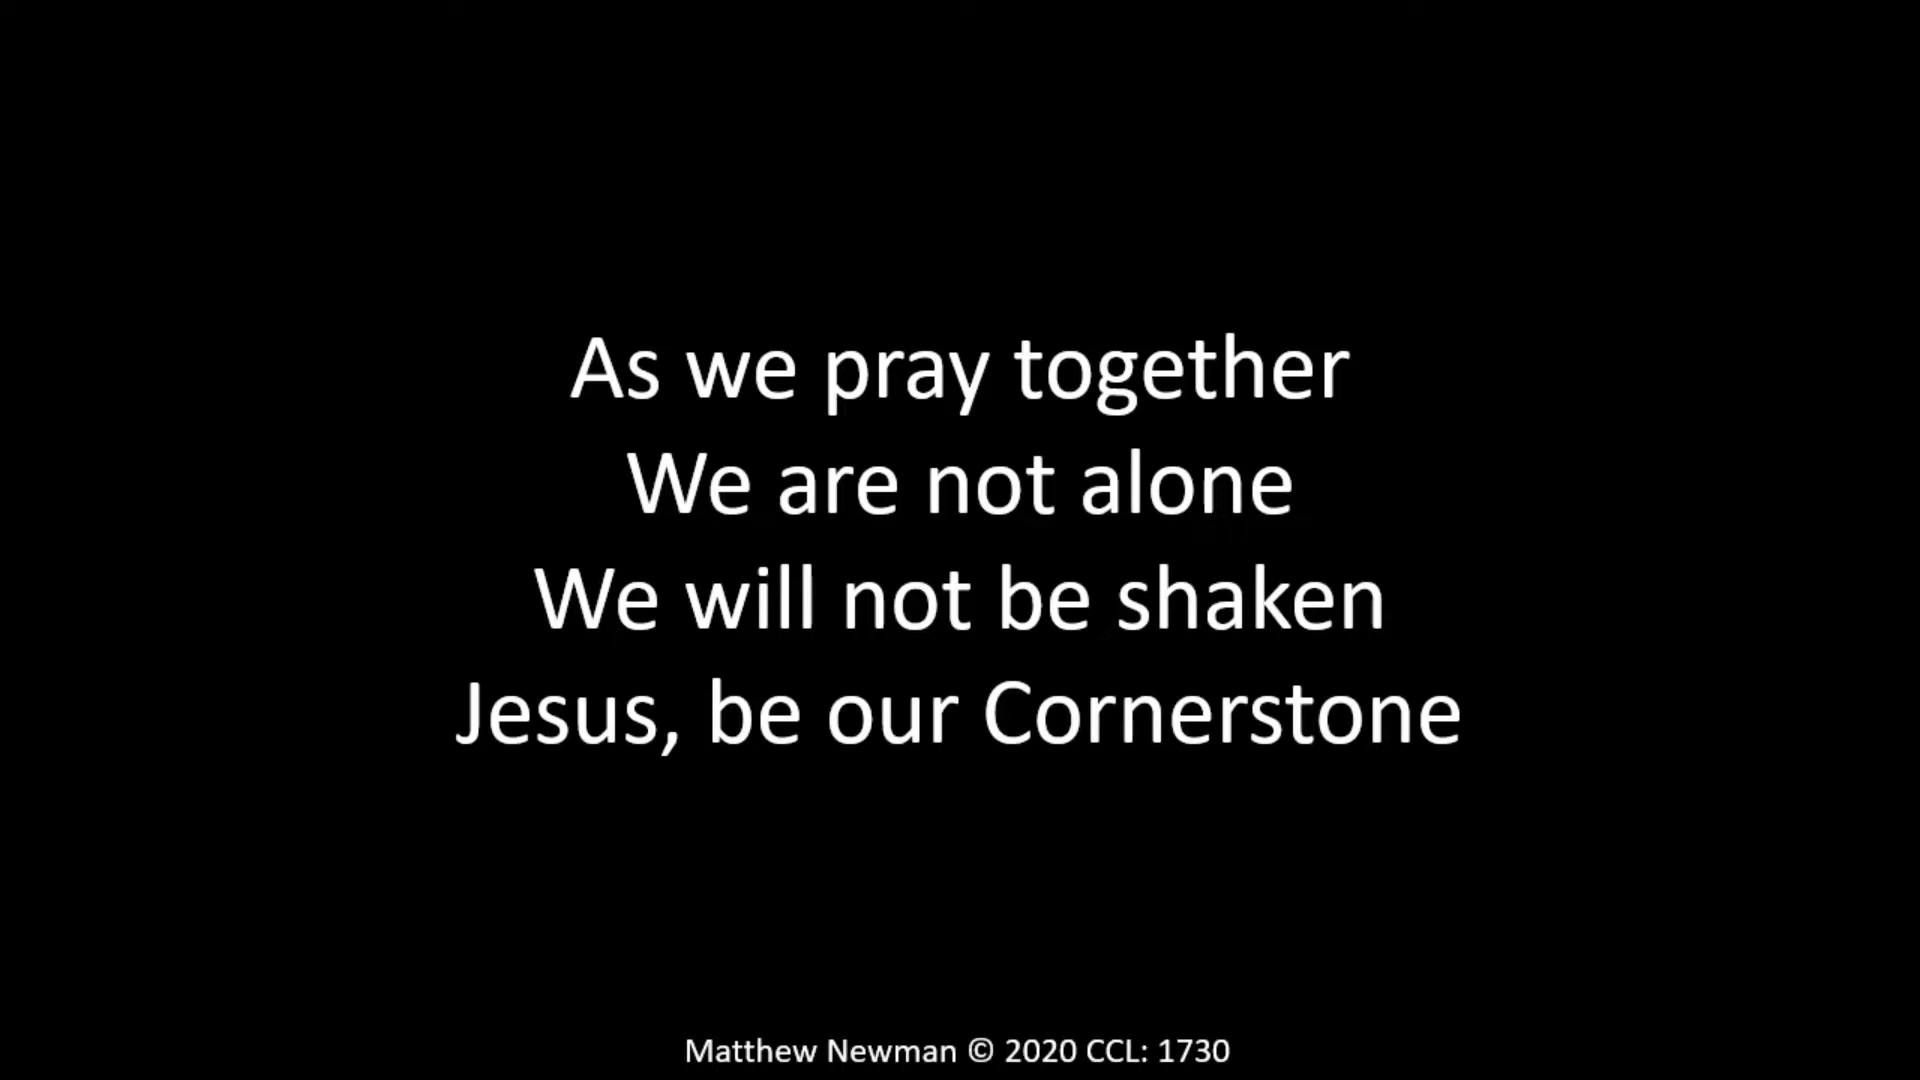 As we pray together
We are not alone
We will not be shaken
Jesus, be our Cornerstone
Matthew Newman © 2020 CCL: 1730